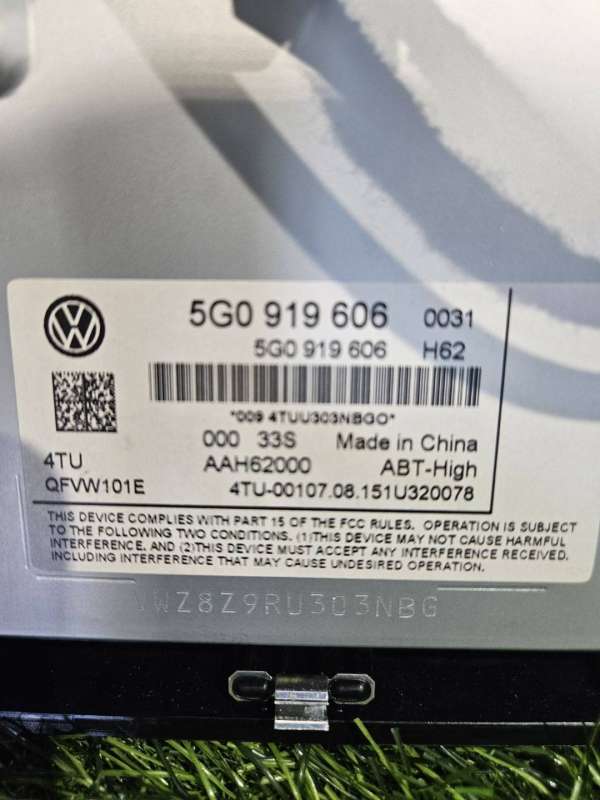 5G0 919 606 0031
5G0 919 606 H62
*009 4TUU303NBG0*
000 33S Made in China
4TU AAH62000 ABT-High
QFVW101E 4TU-00107.08.151U320078
THIS DEVICE COMPLIES WITH PART 15 OF THE FCC RULES. OPERATION IS SUBJECT
TO THE FOLLOWING TWO CONDITIONS. (1)THIS DEVICE MAY NOT CAUSE HARMFUL
INTERFERENCE. AND (2)THIS DEVICE MUST ACCEPT ANY INTERFERENCE RECEIVED,
INCLUDING INTERFERENCE THAT MAY CAUSE UNDESIRED OPERATION.
VWZ8Z9RU303NBG